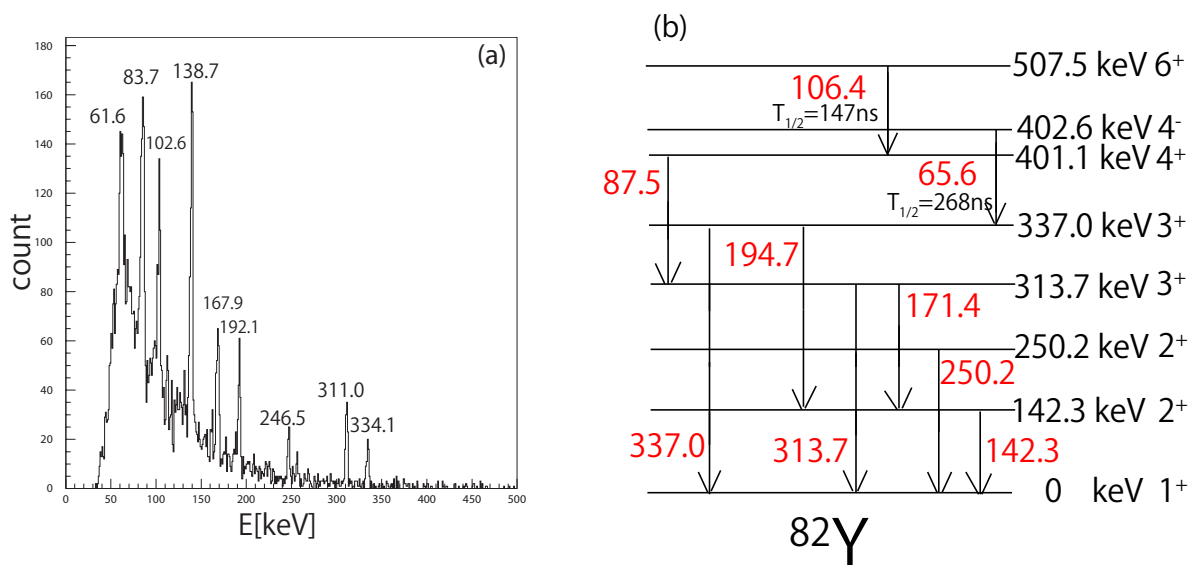 (a)
180
160
140
120
100
80
60
40
20
0
count
61.6
83.7
102.6
138.7
167.9
192.1
246.5
311.0
334.1
0 50 100 150 200 250 300 350 400 450 500
E[keV]
(b)
507.5 keV 6+
106.4
T1/2=147ns
402.6 keV 4-
401.1 keV 4+
87.5
65.6
T1/2=268ns
337.0 keV 3+
194.7
313.7 keV 3+
171.4
250.2 keV 2+
250.2
142.3 keV 2+
337.0
313.7
142.3
0 keV 1+
82Y